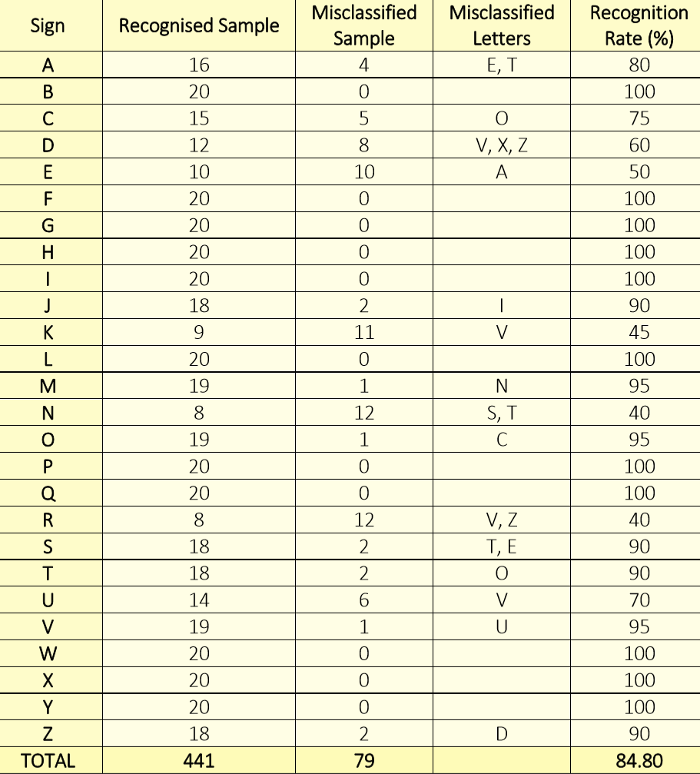 Sign Recognised Sample Misclassified Sample Misclassified Letters Recognition Rate (%)
A 16 4 E, T 80
B 20 0 100
C 15 5 O 75
D 12 8 V, X, Z 60
E 10 10 A 50
F 20 0 100
G 20 0 100
H 20 0 100
I 20 0 100
J 18 2 I 90
K 9 11 V 45
L 20 0 100
M 19 1 N 95
N 8 12 S, T 40
O 19 1 C 95
P 20 0 100
Q 20 0 100
R 8 12 V, Z 40
S 18 2 T, E 90
T 18 2 O 90
U 14 6 V 70
V 19 1 U 95
W 20 0 100
X 20 0 100
Y 20 0 100
Z 18 2 D 90
TOTAL 441 79 84.80